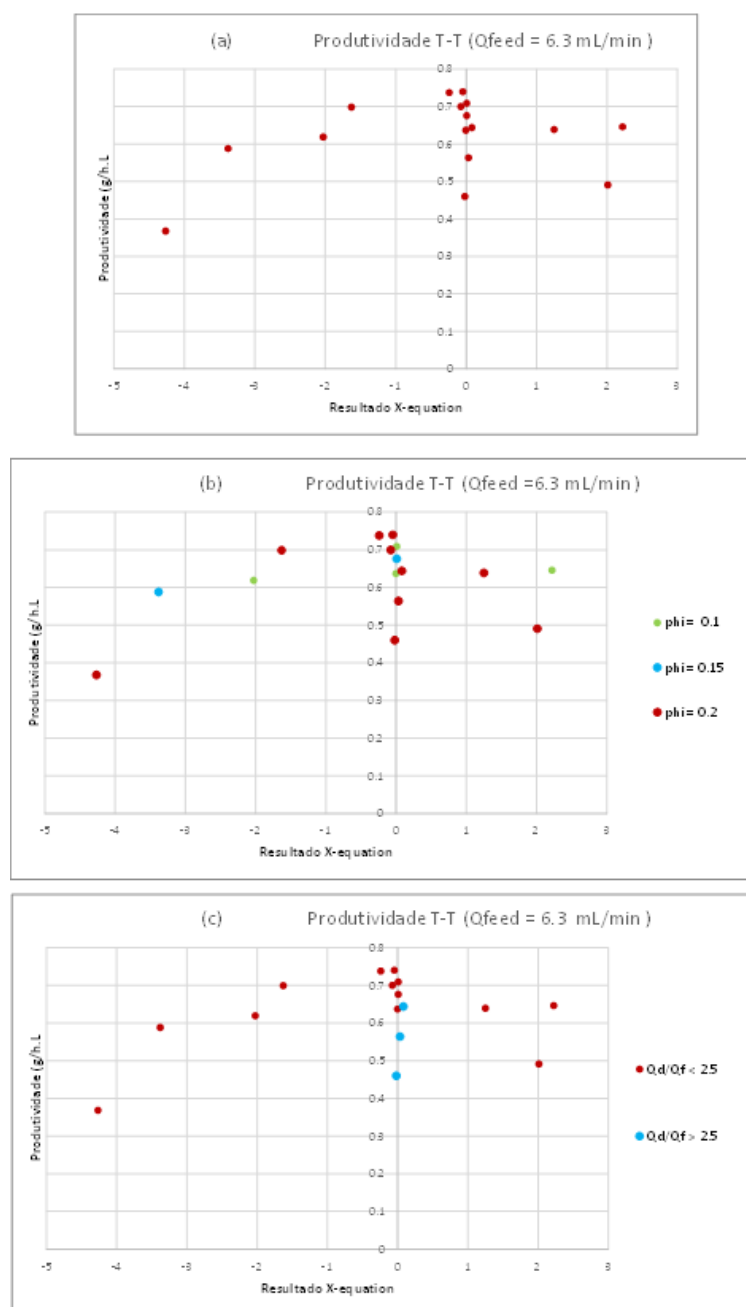 (a) Produtividade T-T (Qfeed = 6.3 mL/min )
0.8
0.7
0.6
0.5
0.4
0.3
0.2
0.1
0
Produtividade (g/h.L
-5 -4 -3 -2 -1 0 1 2 3
Resultado X-equation
(b) Produtividade T-T (Qfeed =6.3 mL/min )
0.8
0.7
0.6
0.5
0.4
0.3
0.2
0.1
0
Produtividade (g/h.L
-5 -4 -3 -2 -1 0 1 2 3
Resultado X-equation
phi= 0.1
phi= 0.15
phi= 0.2
(c) Produtividade T-T (Qfeed = 6.3 mL/min )
0.8
0.7
0.6
0.5
0.4
0.3
0.2
0.1
0
Produtividade (g/h.L
-5 -4 -3 -2 -1 0 1 2 3
Resultado X-equation
Qd/Qf < 25
Qd/Qf > 25